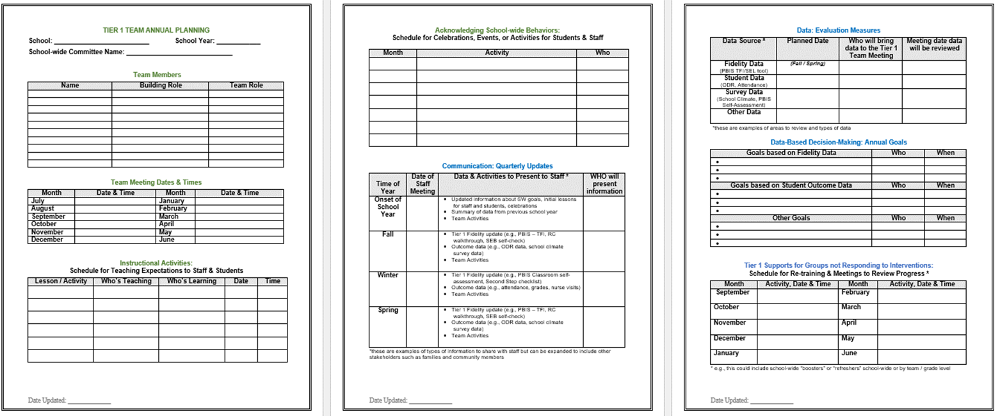 TIER 1 TEAM ANNUAL PLANNING
School: ____________________ School Year: ____________
School-wide Committee Name: ____________________
Team Members
Name Building Role Team Role
Team Meeting Dates & Times
Month Date & Time Month Date & Time
July January
August February
September March
October April
November May
December June
Instructional Activities:
Schedule for Teaching Expectations to Staff & Students
Lesson / Activity Who's Teaching Who's Learning Date Time
Date Updated: ____________
Acknowledging School-wide Behaviors:
Schedule for Celebrations, Events, or Activities for Students & Staff
Month Activity Who
Communication: Quarterly Updates
Time of Year Date of Staff Meeting Data & Activities to Present to Staff * WHO will present information
Onset of School Year
• Updated information about SW goals, initial lessons
for staff and students, celebrations
• Summary of data from previous school year
• Team Activities
Fall
• Tier 1 Fidelity update (e.g., PBIS – TFI, RC
walkthrough, SEB self-check)
• Outcome data (e.g., ODR data, school climate
survey data)
• Team Activities
Winter
• Tier 1 Fidelity update (e.g., PBIS Classroom self-
assessment, Second Step checklist)
• Outcome data (e.g., attendance, grades, nurse visits)
• Team Activities
Spring
• Tier 1 Fidelity update (e.g., PBIS – TFI, RC
walkthrough, SEB self-check)
• Outcome data (e.g., ODR data, school climate
survey data)
• Team Activities
*these are examples of types of information to share with staff but can be expanded to include other
stakeholders such as families and community members
Date Updated: ____________
Data: Evaluation Measures
Data Source * Planned Date Who will bring data to the Tier 1 Team Meeting Meeting date data will be reviewed
Fidelity Data (Fall / Spring)
(PBIS TFI/SEL tool)
Student Data
(ODR, Attendance)
Survey Data
(School Climate, PBIS
Self-Assessment)
Other Data
*these are examples of areas to review and types of data
Data-Based Decision-Making: Annual Goals
Goals based on Fidelity Data Who When
•
•
•
Goals based on Student Outcome Data Who When
•
•
•
Other Goals Who When
•
•
•
Tier 1 Supports for Groups not Responding to Interventions:
Schedule for Re-training & Meetings to Review Progress *
Month Activity, Date & Time Month Activity, Date & Time
September February
October March
November April
December May
January June
* e.g., this could include school-wide "boosters" or "refreshers" school-wide or by team / grade level
Date Updated: ____________